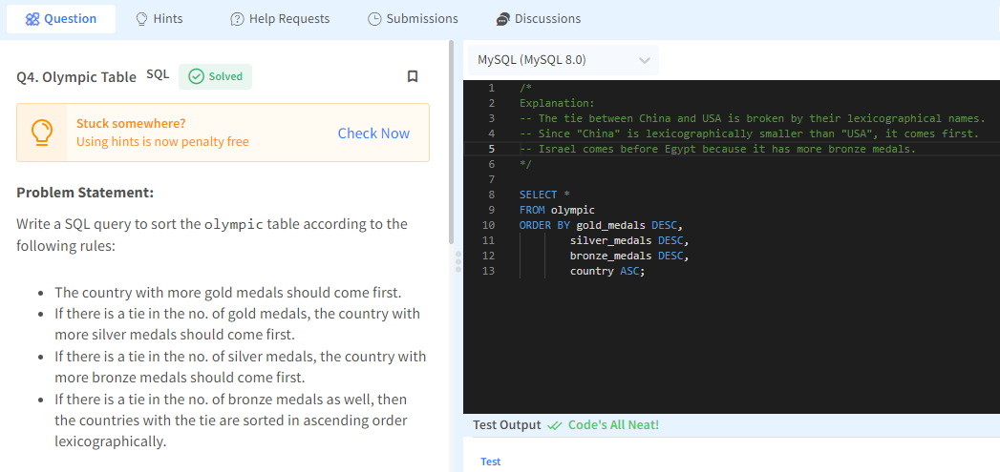 Question
Hints
Help Requests
Submissions
Discussions
Q4. Olympic Table SQL Solved
Stuck somewhere?
Using hints is now penalty free
Check Now
Problem Statement:
Write a SQL query to sort the olympic table according to the
following rules:
• The country with more gold medals should come first.
• If there is a tie in the no. of gold medals, the country with
more silver medals should come first.
• If there is a tie in the no. of silver medals, the country with
more bronze medals should come first.
• If there is a tie in the no. of bronze medals as well, then
the countries with the tie are sorted in ascending order
lexicographically.
MySQL (MySQL 8.0)
1 /*
2 Explanation:
3 -- The tie between China and USA is broken by their lexicographical names.
4 -- Since "China" is lexicographically smaller than "USA", it comes first.
5 -- Israel comes before Egypt because it has more bronze medals.
6 */
7
8 SELECT *
9 FROM olympic
10 ORDER BY gold_medals DESC,
11 silver_medals DESC,
12 bronze_medals DESC,
13 country ASC;
Test Output Code's All Neat!
Test